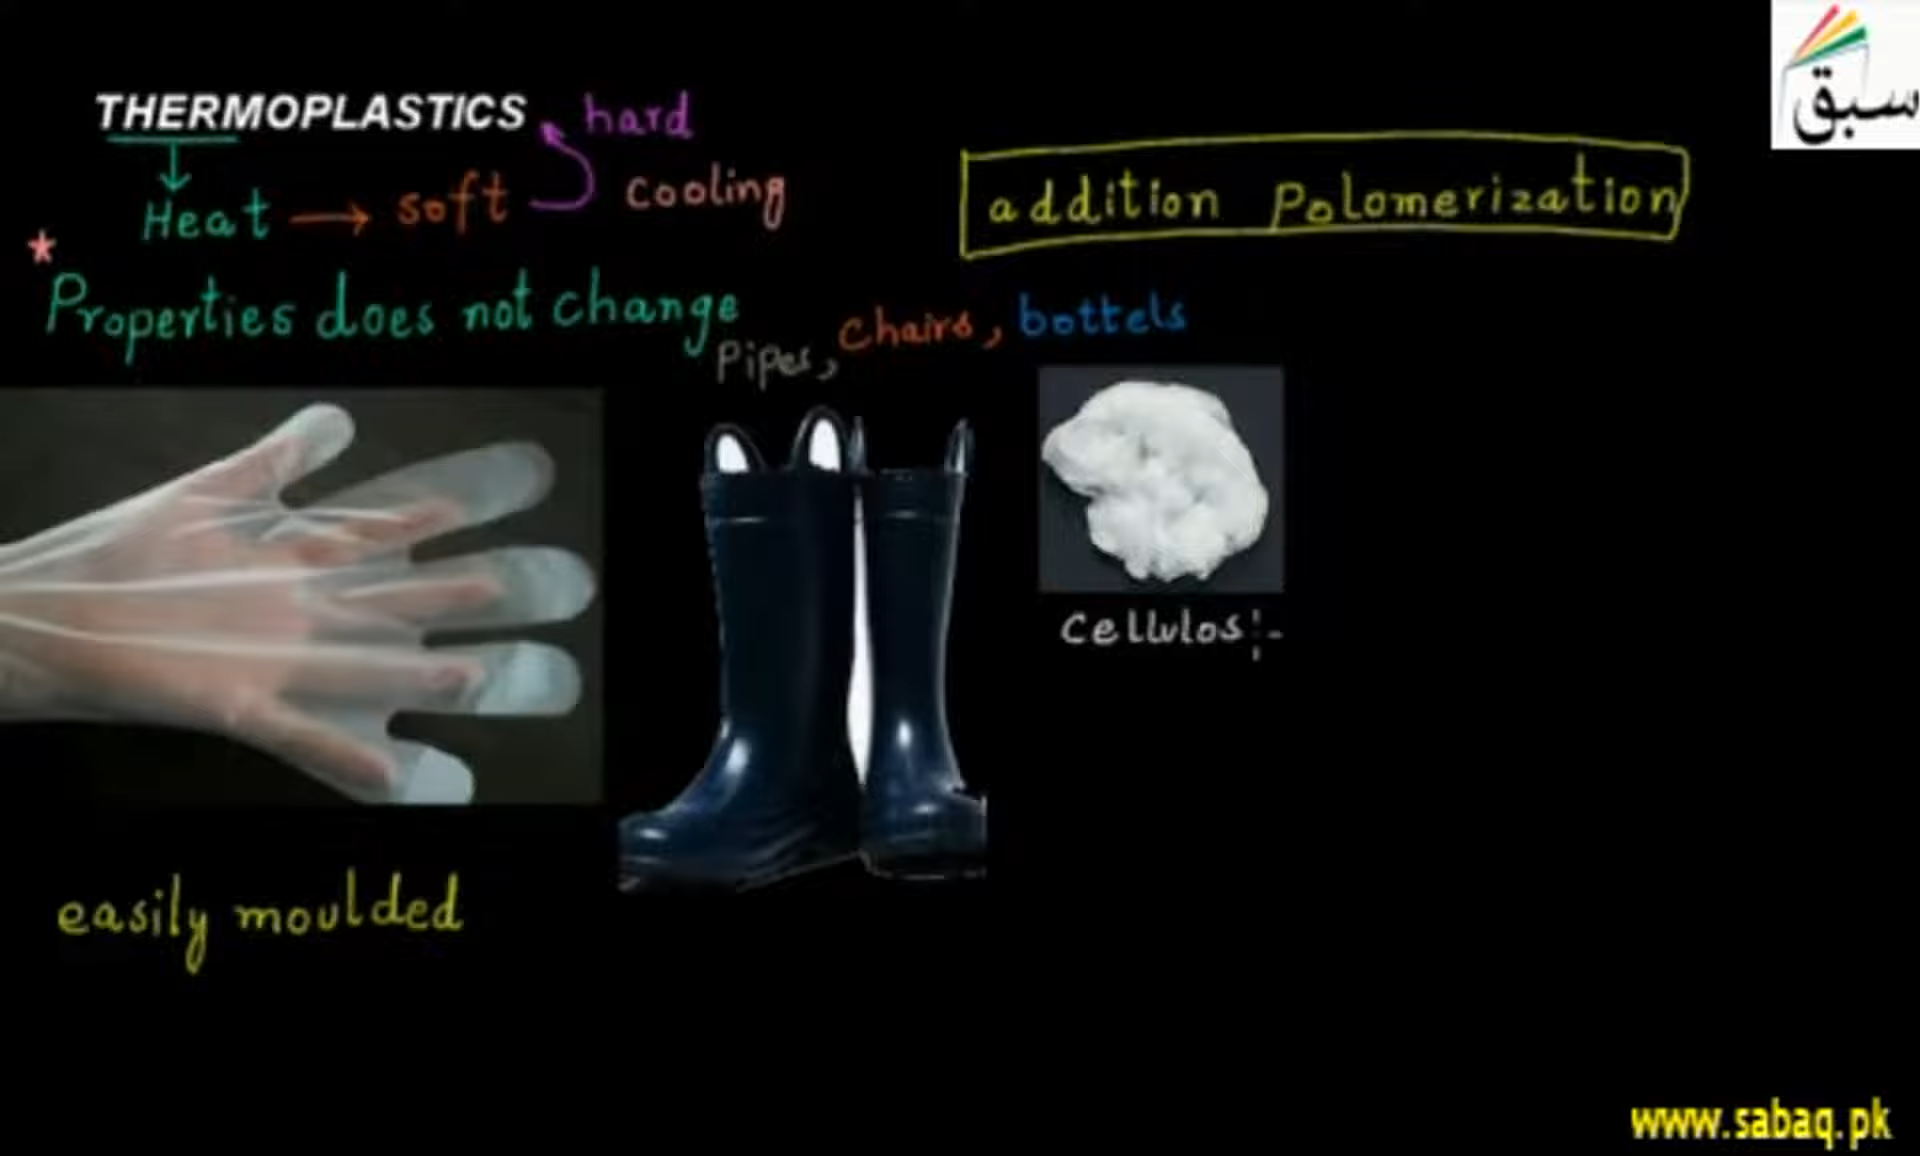 سبق
THERMOPLASTICS hard
Heat → soft cooling
addition Polomerization
* Properties does not change
Pipes, chairs, bottels
cellulos
easily moulded
www.sabaq.pk